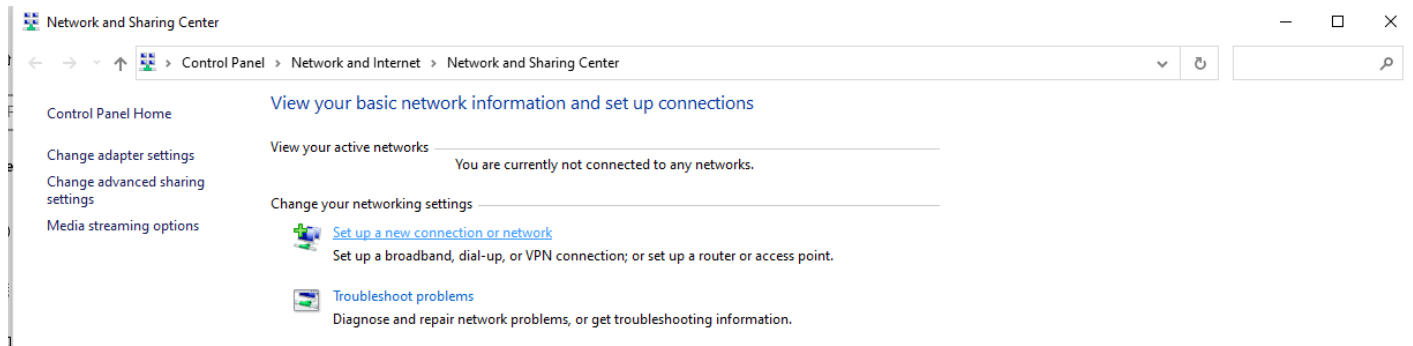 Network and Sharing Center
Control Panel > Network and Internet > Network and Sharing Center
Control Panel Home
Change adapter settings
Change advanced sharing
settings
Media streaming options
View your basic network information and set up connections
View your active networks
You are currently not connected to any networks.
Change your networking settings
Set up a new connection or network
Set up a broadband, dial-up, or VPN connection; or set up a router or access point.
Troubleshoot problems
Diagnose and repair network problems, or get troubleshooting information.